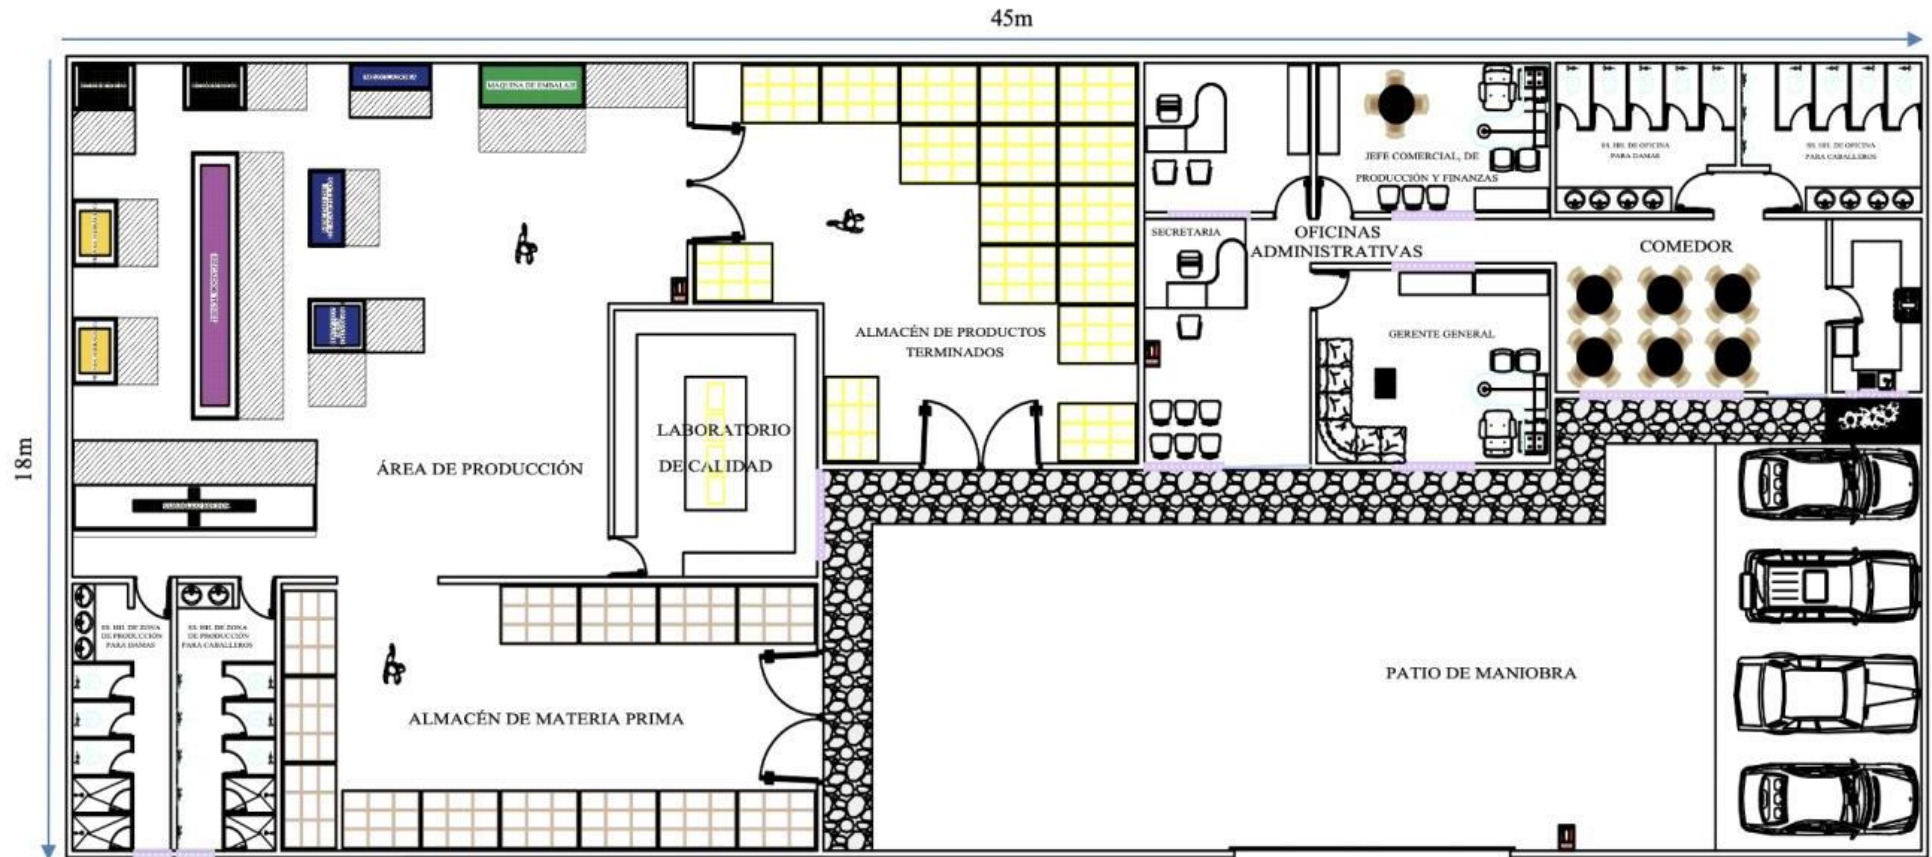 45m
18m
MAQUINA DE EMBALAJE
JEFE COMERCIAL, DE
PRODUCCIÓN Y FINANZAS
SS. HH. DE OFICINA
PARA DAMAS
SS. HH. DE OFICINA
PARA CABALLEROS
SECRETARIA
OFICINAS
ADMINISTRATIVAS
COMEDOR
ALMACÉN DE PRODUCTOS
TERMINADOS
GERENTE GENERAL
LABORATORIO
DE CALIDAD
ÁREA DE PRODUCCIÓN
SS. HH. DE ZONA
DE PRODUCCIÓN
PARA DAMAS
SS. HH. DE ZONA
DE PRODUCCIÓN
PARA CABALLEROS
ALMACÉN DE MATERIA PRIMA
PATIO DE MANIOBRA